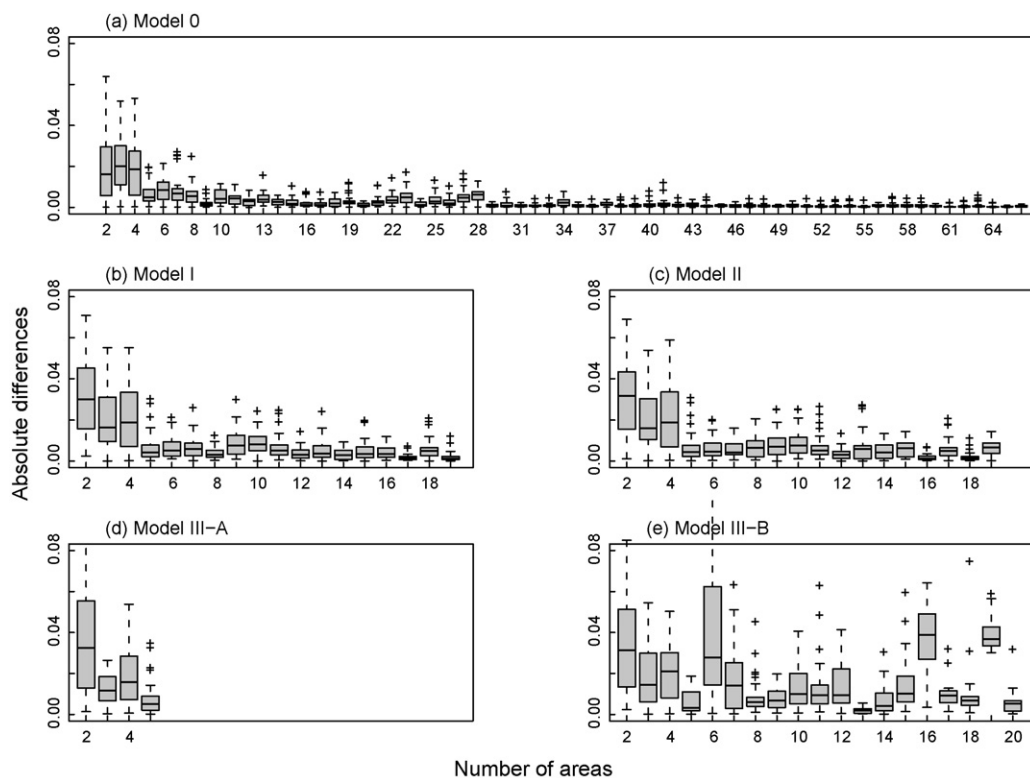 (a) Model 0
0.08
0.04
0.00
2 4 6 8 10 13 16 19 22 25 28 31 34 37 40 43 46 49 52 55 58 61 64
(b) Model I
(c) Model II
0.08
0.04
0.00
2 4 6 8 10 12 14 16 18
0.08
0.04
0.00
2 4 6 8 10 12 14 16 18
(d) Model III−A
(e) Model III−B
0.08
0.04
0.00
2 4
0.08
0.04
0.00
2 4 6 8 10 12 14 16 18 20
Absolute differences
Number of areas